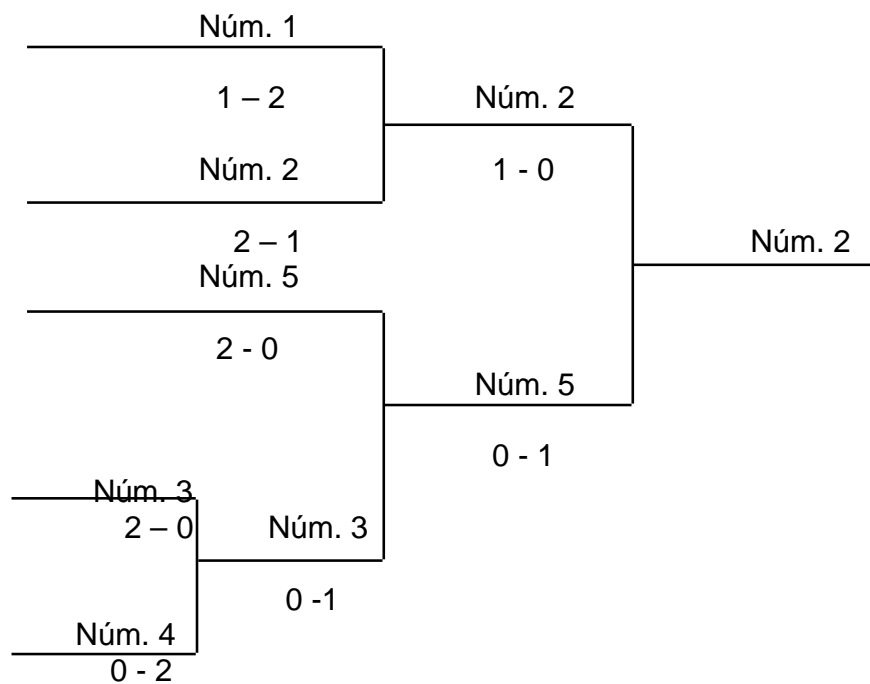 Núm. 1
1 – 2
Núm. 2
Núm. 2
1 - 0
2 – 1
Núm. 2
Núm. 5
2 - 0
Núm. 5
0 - 1
Núm. 3
2 – 0
Núm. 3
0 -1
Núm. 4
0 - 2